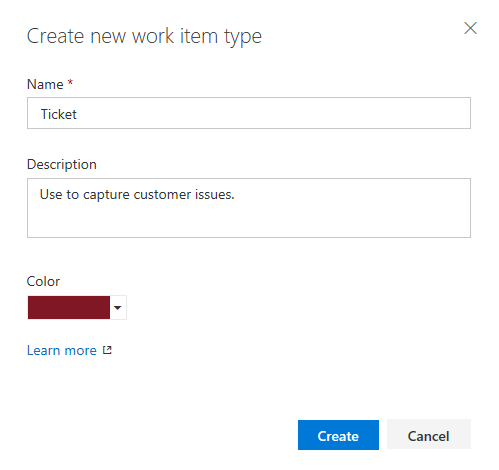 Create new work item type
Name *
Ticket
Description
Use to capture customer issues.
Color
Learn more
Create
Cancel